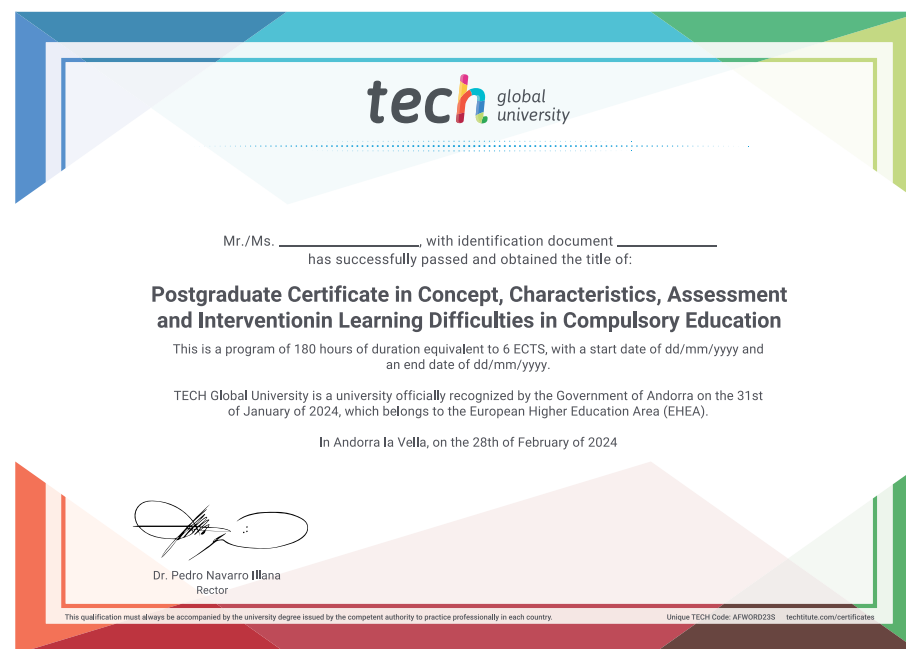 tech global
university
Mr./Ms. ____________________, with identification document ______________
has successfully passed and obtained the title of:
Postgraduate Certificate in Concept, Characteristics, Assessment
and Interventionin Learning Difficulties in Compulsory Education
This is a program of 180 hours of duration equivalent to 6 ECTS, with a start date of dd/mm/yyyy and
an end date of dd/mm/yyyy.
TECH Global University is a university officially recognized by the Government of Andorra on the 31st
of January of 2024, which belongs to the European Higher Education Area (EHEA).
In Andorra la Vella, on the 28th of February of 2024
Dr. Pedro Navarro Illana
Rector
This qualification must always be accompanied by the university degree issued by the competent authority to practice professionally in each country.
Unique TECH Code: AFWORD23S techtitute.com/certificates